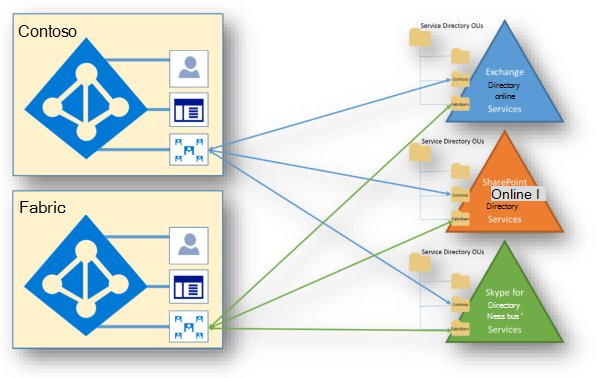 Contoso
Fabric
Service Directory OUs
Contoso
Fabrikam
Exchange
Directory
online
Services
Service Directory OUs
Contoso
Fabrikam
SharePoint
Online I
Directory
Services
Service Directory OUs
Contoso
Fabrikam
Skype for
Directory
Ness bus '
Services